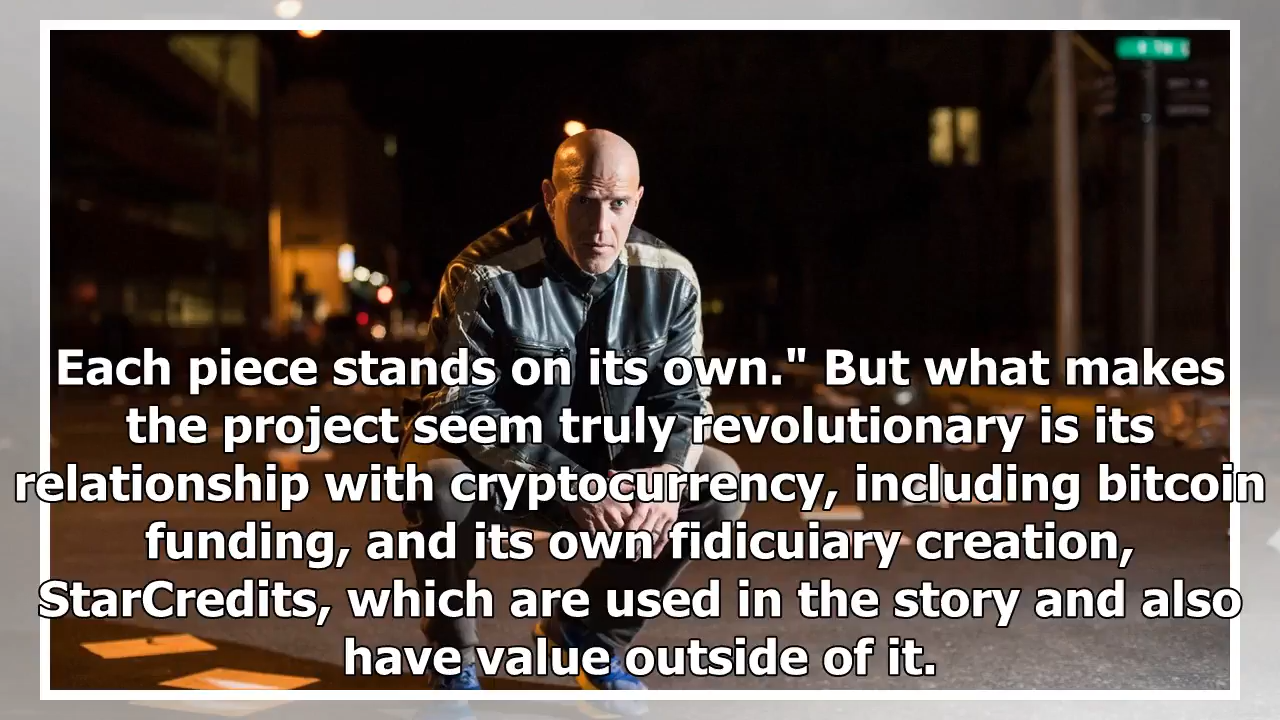 Each piece stands on its own." But what makes
the project seem truly revolutionary is its
relationship with cryptocurrency, including bitcoin
funding, and its own fidicuiary creation,
StarCredits, which are used in the story and also
have value outside of it.